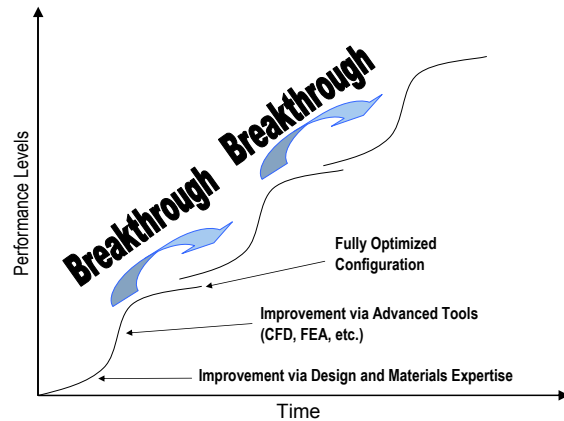 Breakthrough
Breakthrough
Performance Levels
Fully Optimized
Configuration
Improvement via Advanced Tools
(CFD, FEA, etc.)
Improvement via Design and Materials Expertise
Time